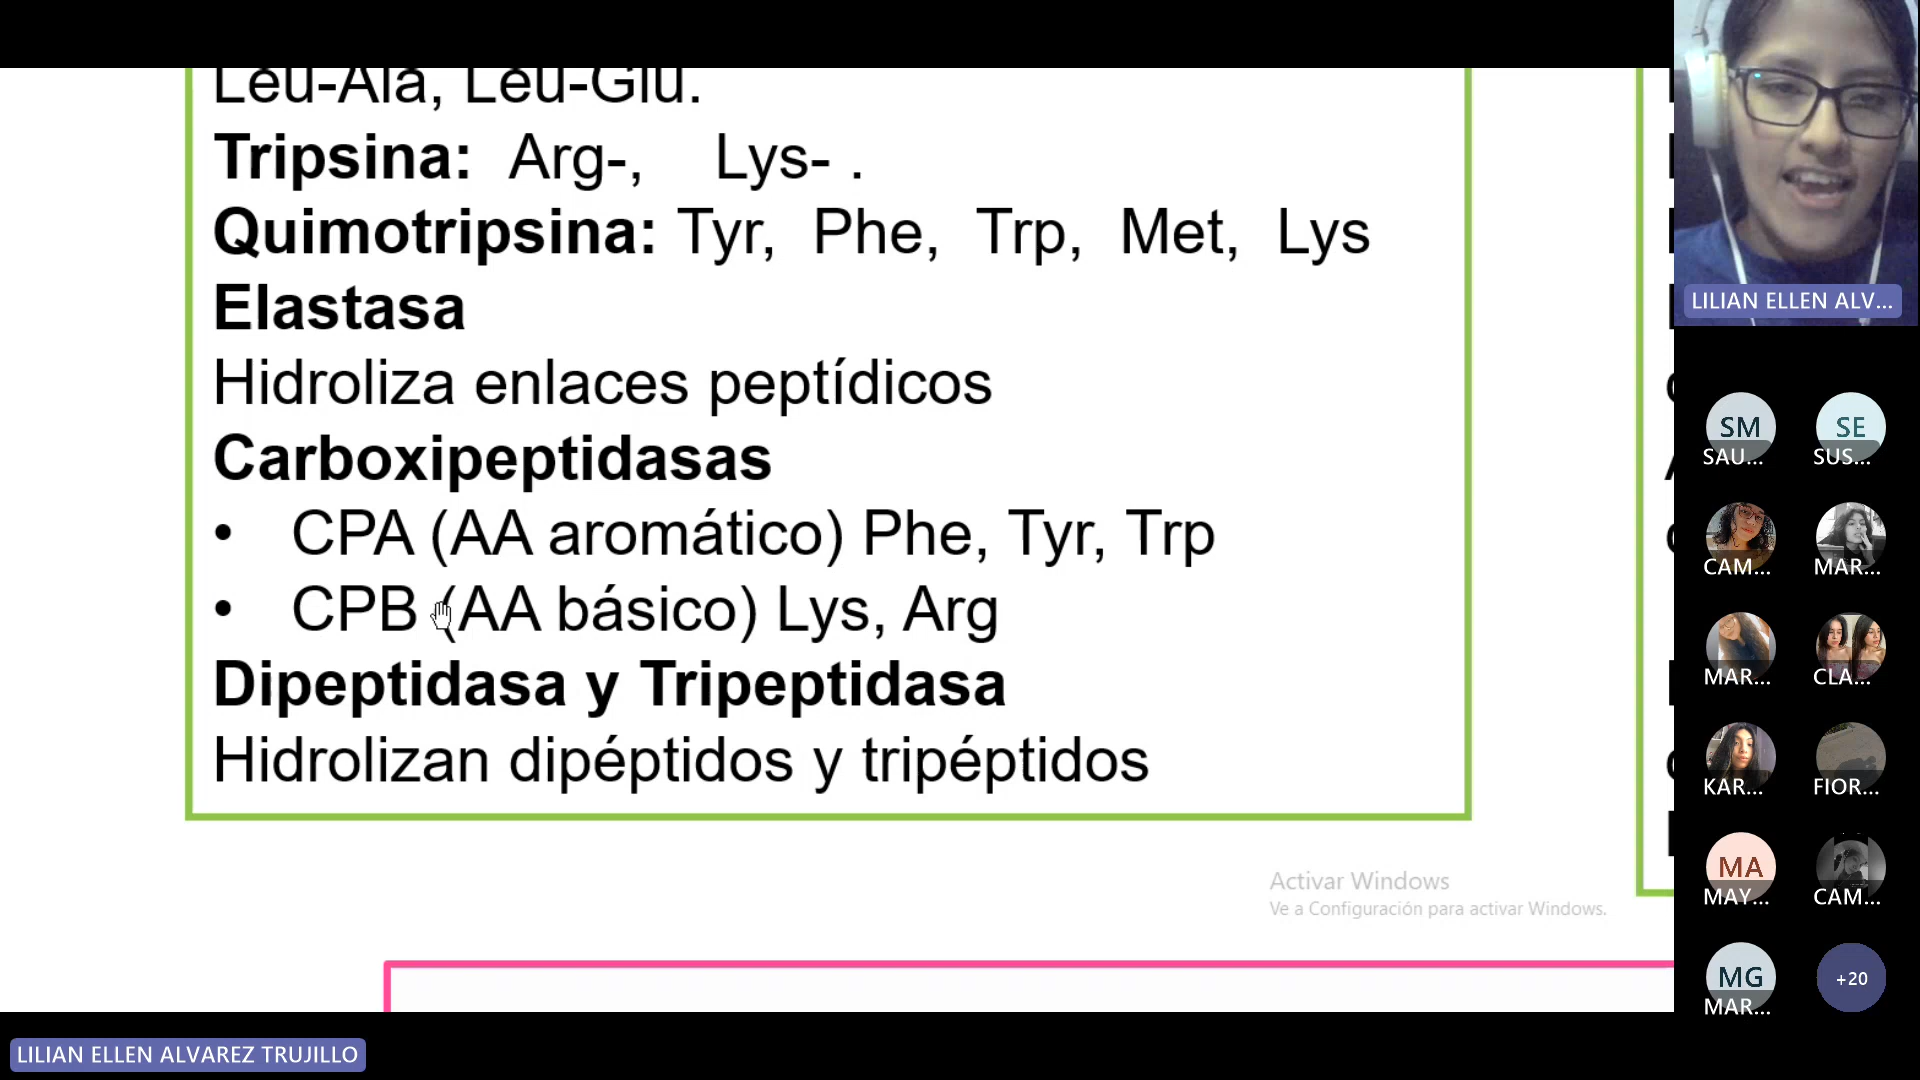 Leu-Ala, Leu-Glu.
Tripsina: Arg-, Lys- .
Quimotripsina: Tyr, Phe, Trp, Met, Lys
Elastasa
Hidroliza enlaces peptídicos
Carboxipeptidasas
• CPA (AA aromático) Phe, Tyr, Trp
• CPB (AA básico) Lys, Arg
Dipeptidasa y Tripeptidasa
Hidrolizan dipéptidos y tripéptidos
Activar Windows
Ve a Configuración para activar Windows.
LILIAN ELLEN ALV...
SM
SAU...
SE
SUS...
CAM...
MAR...
MAR...
CLA...
KAR...
FIOR...
MA
MAY...
CAM...
MG
MAR...
+20
LILIAN ELLEN ALVAREZ TRUJILLO